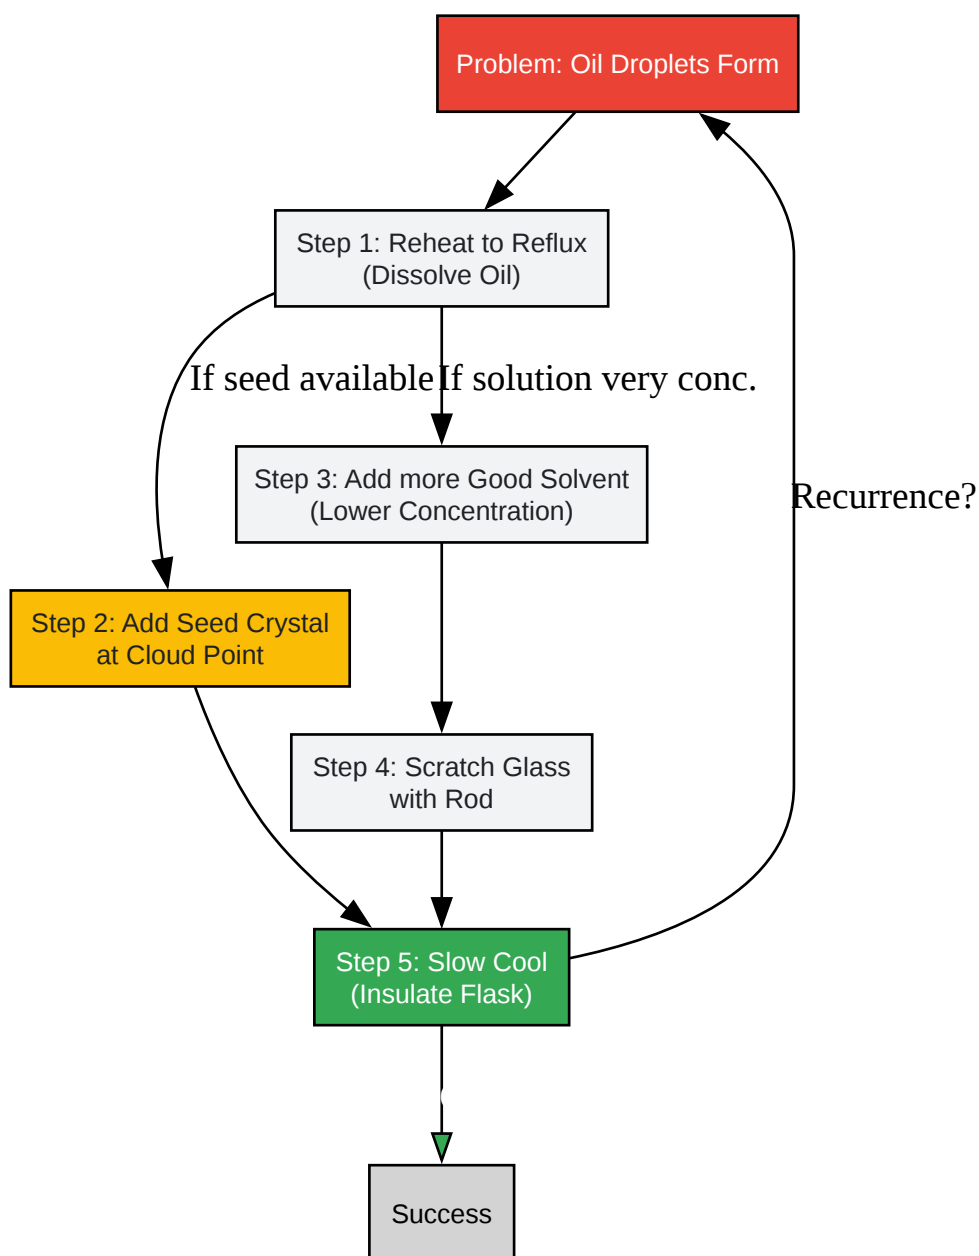 Problem: Oil Droplets Form
Step 1: Reheat to Reflux
(Dissolve Oil)
If seed available
If solution very conc.
Step 3: Add more Good Solvent
(Lower Concentration)
Recurrence?
Step 2: Add Seed Crystal
at Cloud Point
Step 4: Scratch Glass
with Rod
Step 5: Slow Cool
(Insulate Flask)
Success